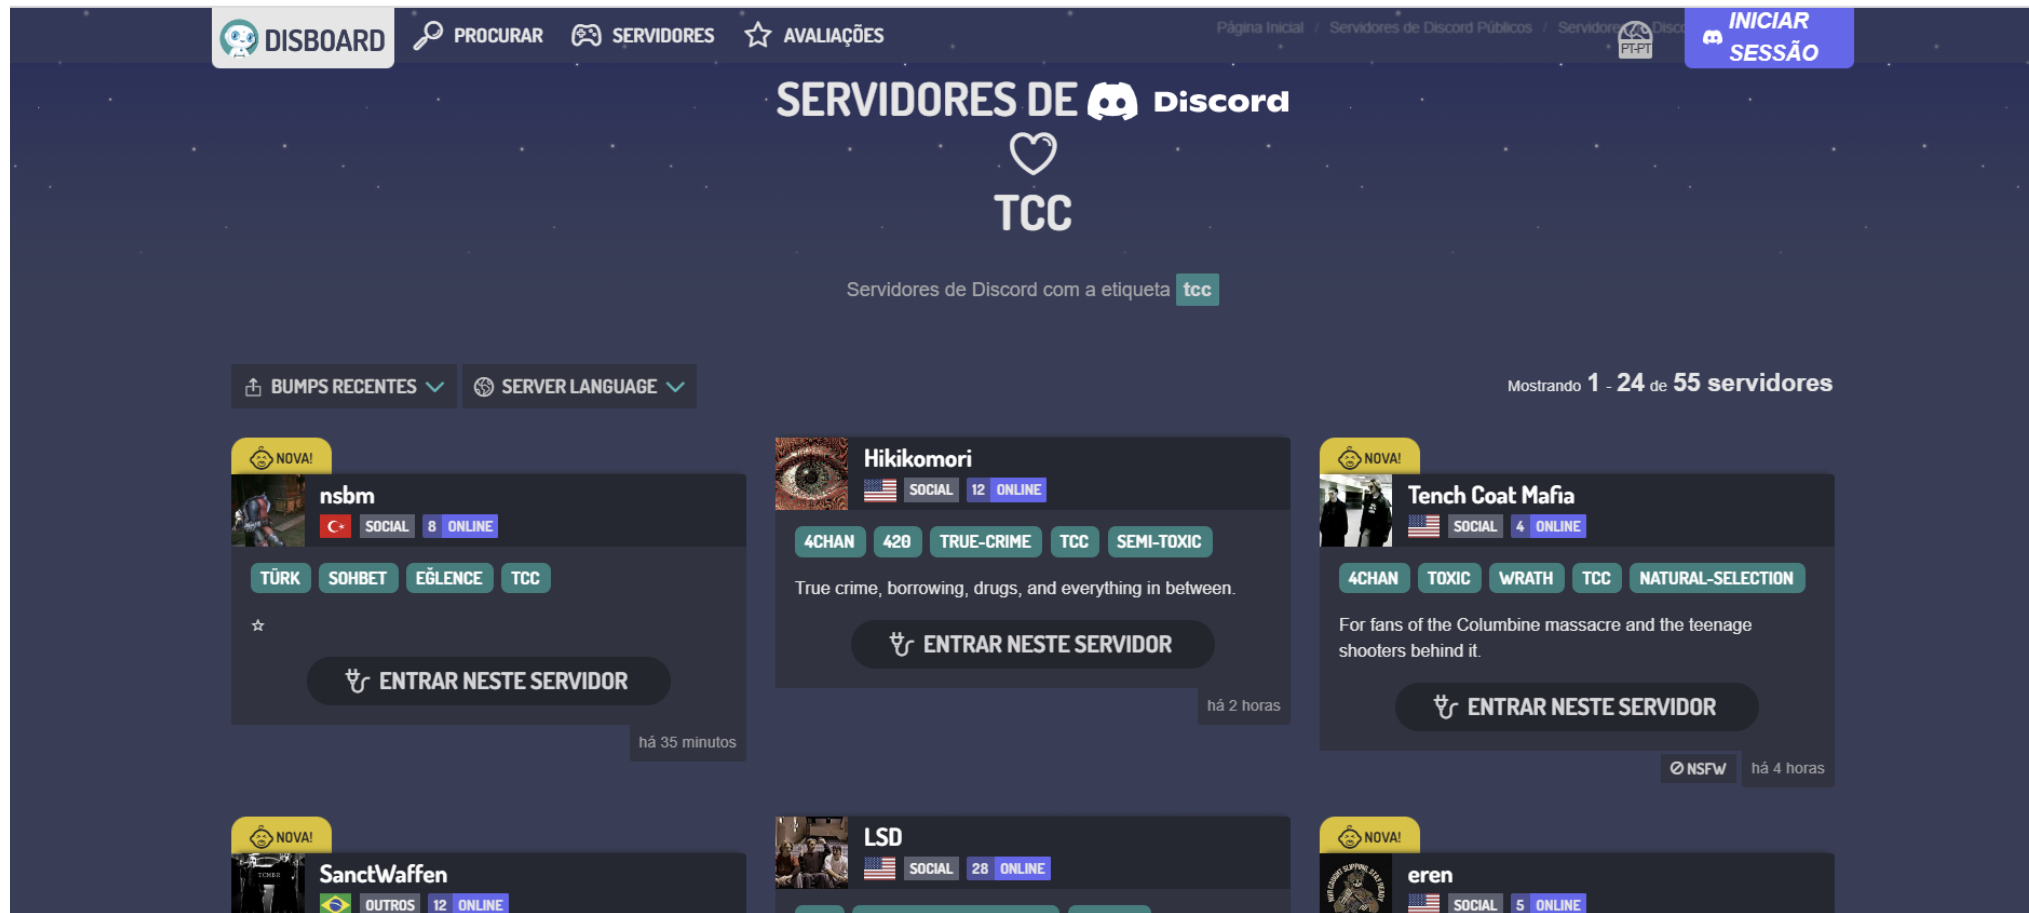 DISBOARD
PROCURAR
SERVIDORES
AVALIAÇÕES
Página Inicial / Servidores de Discord Públicos /
PT-PT
INICIAR
SESSÃO
SERVIDORES DE Discord
TCC
Servidores de Discord com a etiqueta tcc
BUMPS RECENTES
SERVER LANGUAGE
Mostrando 1 - 24 de 55 servidores
NOVA!
nsbm
SOCIAL 8 ONLINE
TÜRK SOHBET EĞLENCE TCC
ENTRAR NESTE SERVIDOR
há 35 minutos
Hikikomori
SOCIAL 12 ONLINE
4CHAN 420 TRUE-CRIME TCC SEMI-TOXIC
True crime, borrowing, drugs, and everything in between.
ENTRAR NESTE SERVIDOR
há 2 horas
NOVA!
Tench Coat Mafia
SOCIAL 4 ONLINE
4CHAN TOXIC WRATH TCC NATURAL-SELECTION
For fans of the Columbine massacre and the teenage
shooters behind it.
ENTRAR NESTE SERVIDOR
NSFW
há 4 horas
NOVA!
SanctWaffen
OUTROS 12 ONLINE
LSD
SOCIAL 28 ONLINE
NOVA!
eren
SOCIAL 5 ONLINE